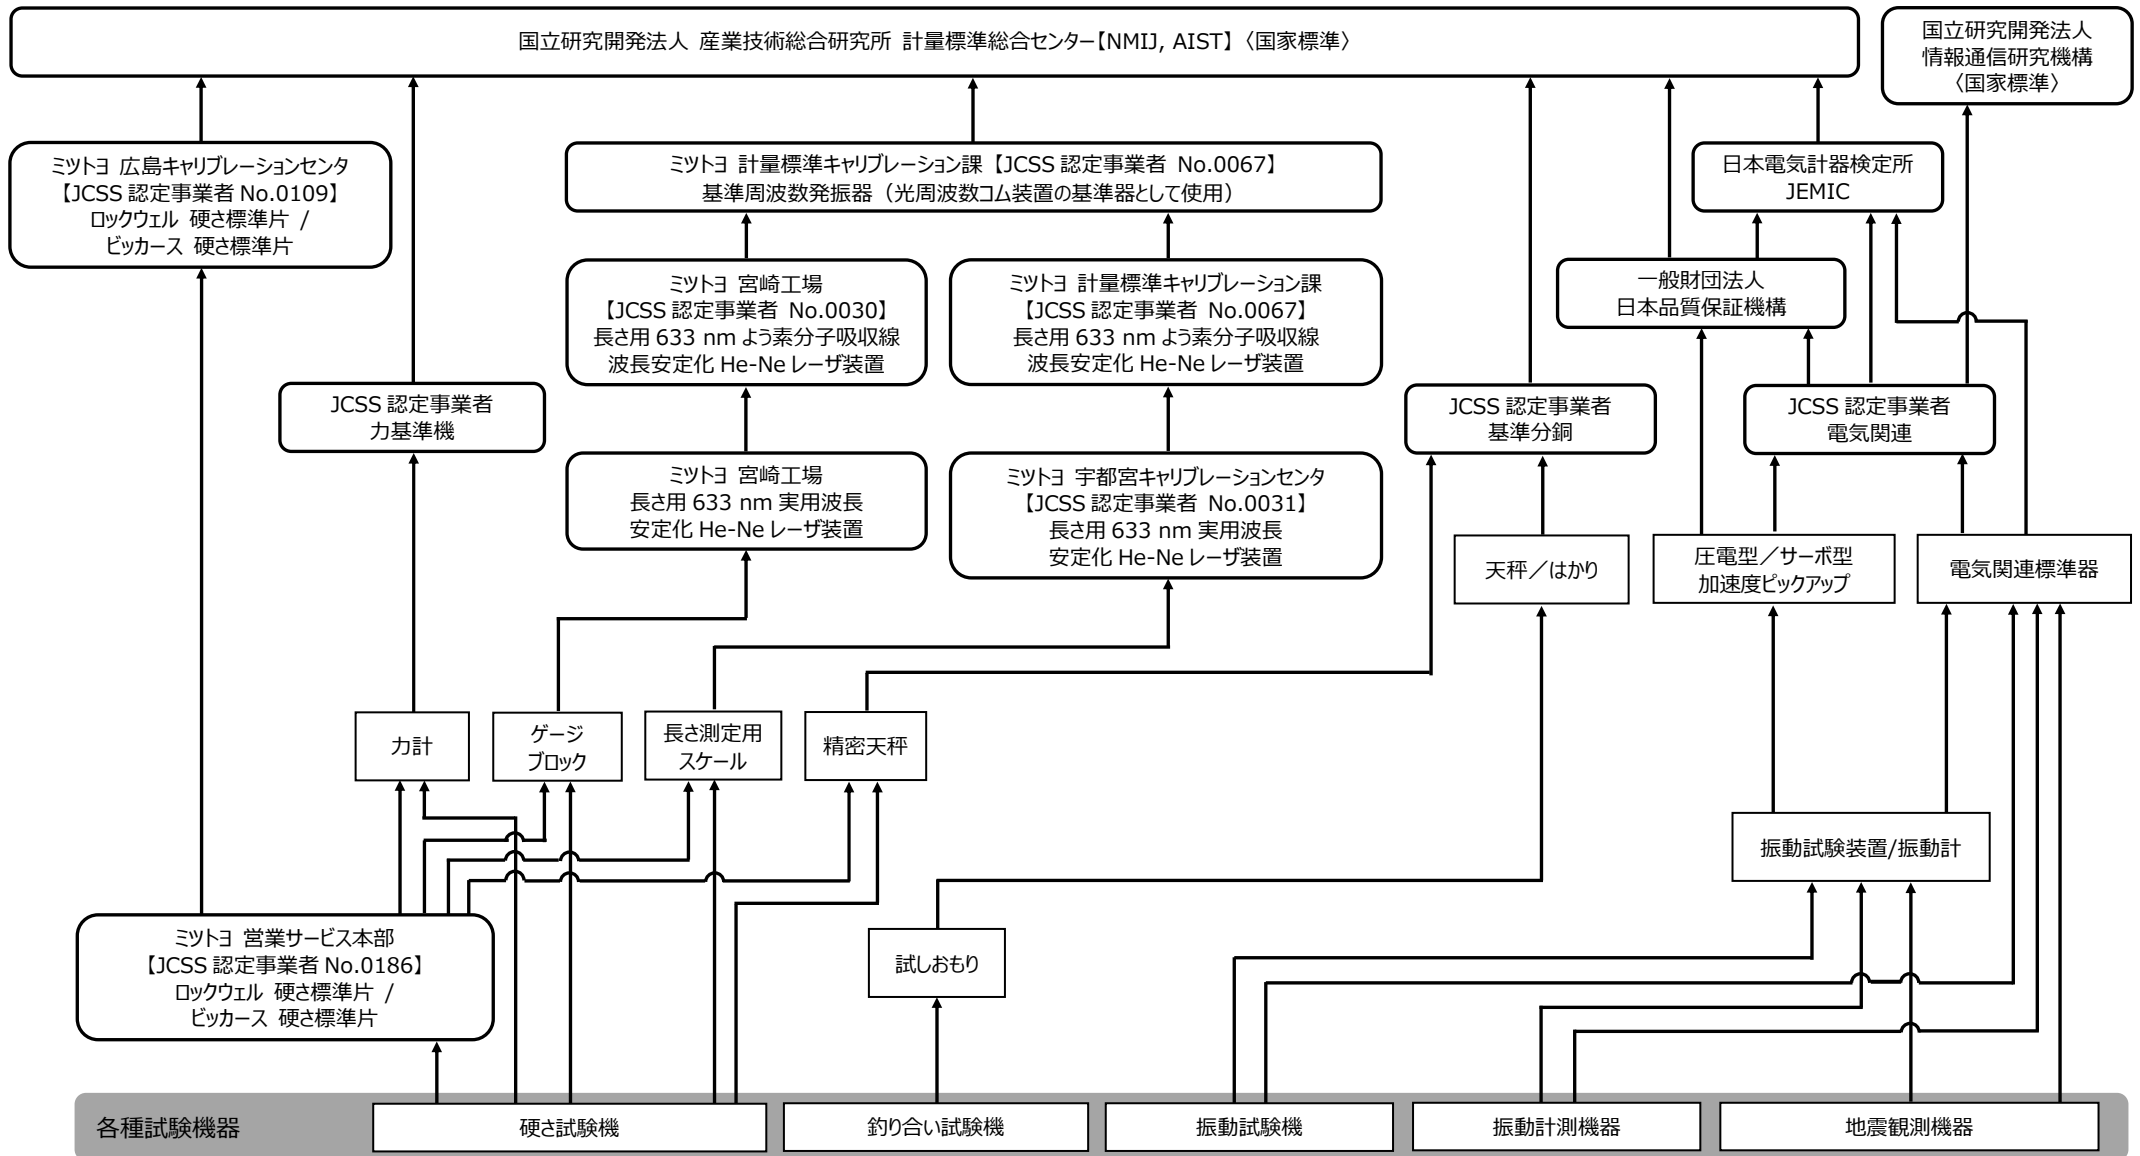 国立研究開発法人 産業技術総合研究所 計量標準総合センター【NMIJ, AIST】〈国家標準〉
国立研究開発法人
情報通信研究機構
〈国家標準〉
ミツトヨ 広島キャリブレーションセンタ
【JCSS 認定事業者 No.0109】
ロックウェル 硬さ標準片 /
ビッカース 硬さ標準片
ミツトヨ 計量標準キャリブレーション課【JCSS 認定事業者 No.0067】
基準周波数発振器（光周波数コム装置の基準器として使用）
日本電気計器検定所
JEMIC
ミツトヨ 宮崎工場
【JCSS 認定事業者 No.0030】
長さ用 633 nm よう素分子吸収線
波長安定化 He-Ne レーザ装置
ミツトヨ 計量標準キャリブレーション課
【JCSS 認定事業者 No.0067】
長さ用 633 nm よう素分子吸収線
波長安定化 He-Ne レーザ装置
一般財団法人
日本品質保証機構
JCSS 認定事業者
力基準機
JCSS 認定事業者
基準分銅
JCSS 認定事業者
電気関連
ミツトヨ 宮崎工場
長さ用 633 nm 実用波長
安定化 He-Ne レーザ装置
ミツトヨ 宇都宮キャリブレーションセンタ
【JCSS 認定事業者 No.0031】
長さ用 633 nm 実用波長
安定化 He-Ne レーザ装置
天秤／はかり
圧電型／サーボ型
加速度ピックアップ
電気関連標準器
力計
ゲージ
ブロック
長さ測定用
スケール
精密天秤
振動試験装置/振動計
ミツトヨ 営業サービス本部
【JCSS 認定事業者 No.0186】
ロックウェル 硬さ標準片 /
ビッカース 硬さ標準片
試しおもり
各種試験機器
硬さ試験機
釣り合い試験機
振動試験機
振動計測機器
地震観測機器